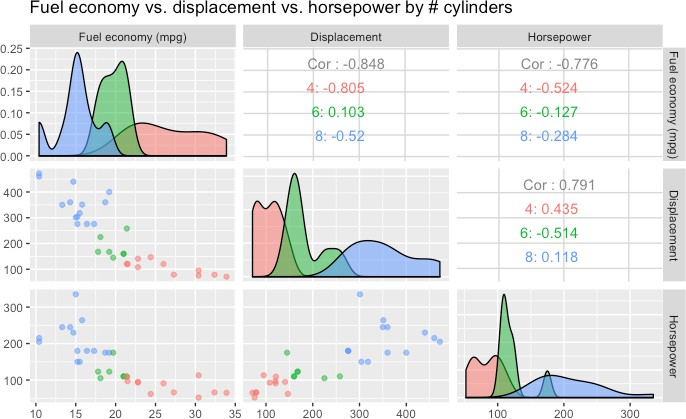 Fuel economy vs. displacement vs. horsepower by # cylinders
Fuel economy (mpg)
Displacement
Horsepower
0.25
0.20
0.15
0.10
0.05
0.00
Cor : -0.848
4: -0.805
6: 0.103
8: -0.52
Cor : -0.776
4: -0.524
6: -0.127
8: -0.284
Fuel economy (mpg)
400
300
200
100
Cor : 0.791
4: 0.435
6: -0.514
8: 0.118
Displacement
300
200
100
Horsepower
10 15 20 25 30 35
100 200 300 400
100 200 300